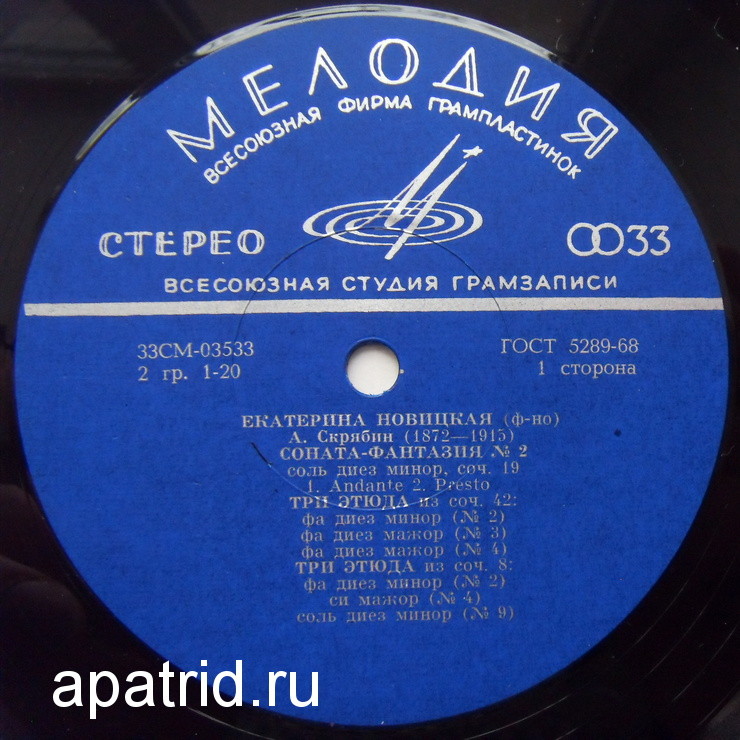 МЕЛОДИЯ
ВСЕСОЮЗНАЯ ФИРМА ГРАМПЛАСТИНОК
СТЕРЕО
33
ВСЕСОЮЗНАЯ СТУДИЯ ГРАМЗАПИСИ
33СМ-03533
ГОСТ 5289-68
2 гр. 1-20
1 сторона
ЕКАТЕРИНА НОВИЦКАЯ (ф-но)
А. Скрябин (1872—1915)
СОНАТА-ФАНТАЗИЯ № 2
соль диез минор, соч. 19
1. Andante 2. Presto
ТРИ ЭТЮДА из соч. 42:
фа диез минор (№ 2)
фа диез мажор (№ 3)
фа диез мажор (№ 4)
ТРИ ЭТЮДА из соч. 8:
фа диез минор (№ 2)
си мажор (№ 4)
соль диез минор (№ 9)
apatrid.ru